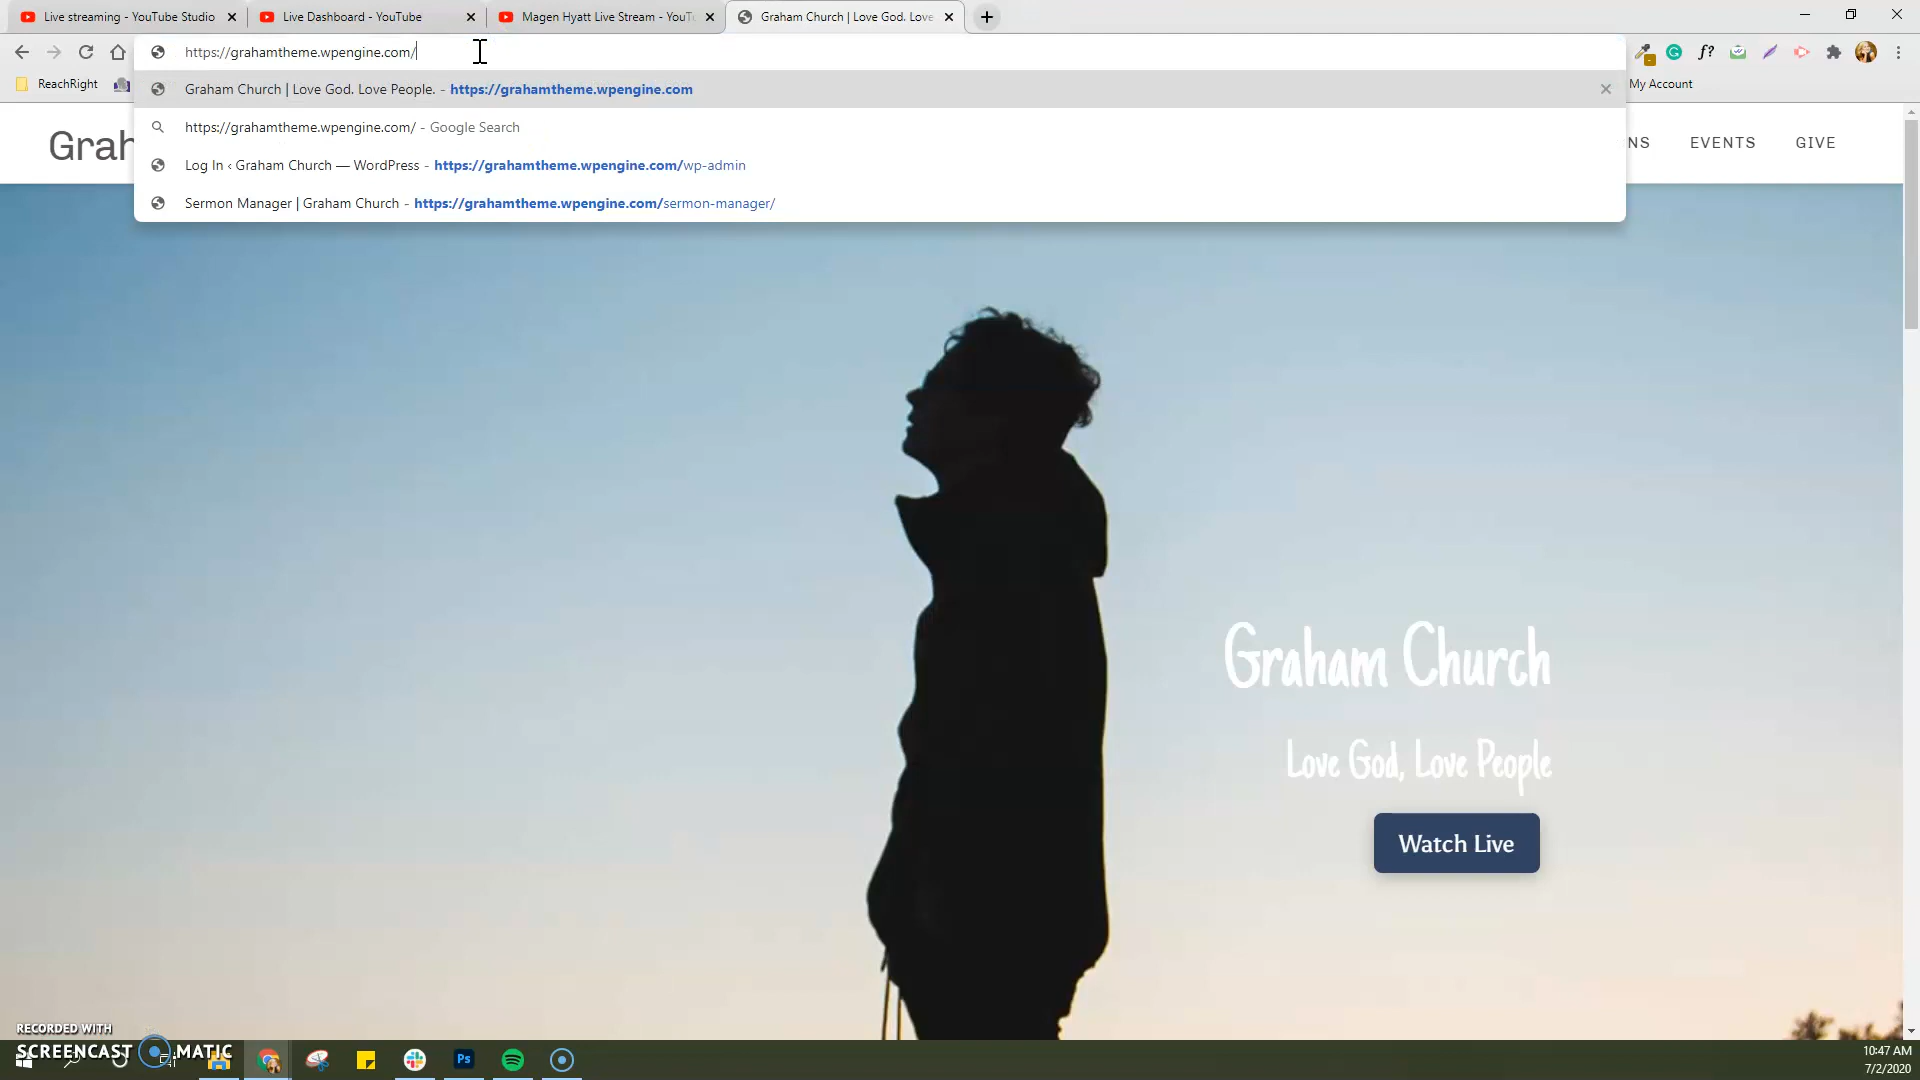 Live streaming - YouTube Studio
Live Dashboard - YouTube
Magen Hyatt Live Stream - YouT
Graham Church | Love God. Love
https://grahamtheme.wpengine.com/
f?
ReachRight
Graham Church | Love God. Love People. - https://grahamtheme.wpengine.com
My Account
https://grahamtheme.wpengine.com/ - Google Search
Grah
NS EVENTS GIVE
Log In ‹ Graham Church — WordPress - https://grahamtheme.wpengine.com/wp-admin
Sermon Manager | Graham Church - https://grahamtheme.wpengine.com/sermon-manager/
Graham Church
Love God, Love People
Watch Live
RECORDED WITH
SCREENCAST MATIC
Ps
10:47 AM
7/2/2020